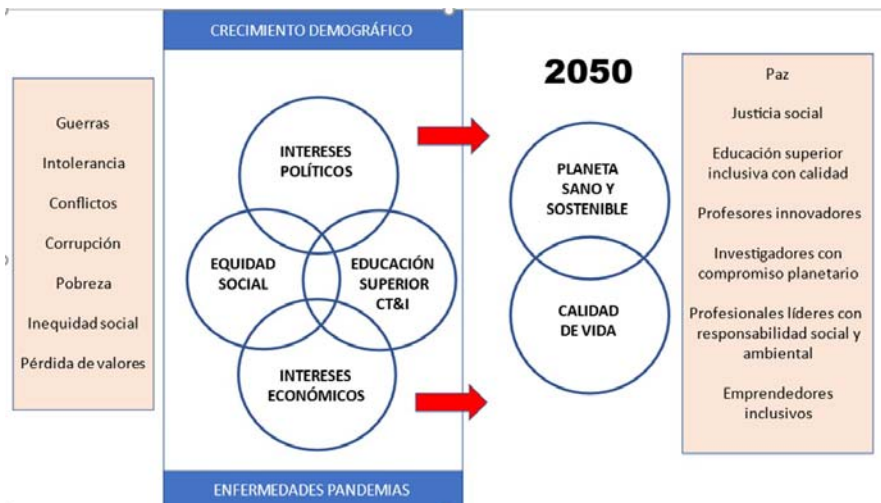 CRECIMIENTO DEMOGRÁFICO
Guerras
Intolerancia
Conflictos
Corrupción
Pobreza
Inequidad social
Pérdida de valores
INTERESES
POLÍTICOS
EQUIDAD
SOCIAL
EDUCACIÓN
SUPERIOR
CT&I
INTERESES
ECONÓMICOS
ENFERMEDADES PANDEMIAS
2050
PLANETA
SANO Y
SOSTENIBLE
CALIDAD
DE VIDA
Paz
Justicia social
Educación superior
inclusiva con calidad
Profesores innovadores
Investigadores con
compromiso planetario
Profesionales líderes con
responsabilidad social y
ambiental
Emprendedores
inclusivos